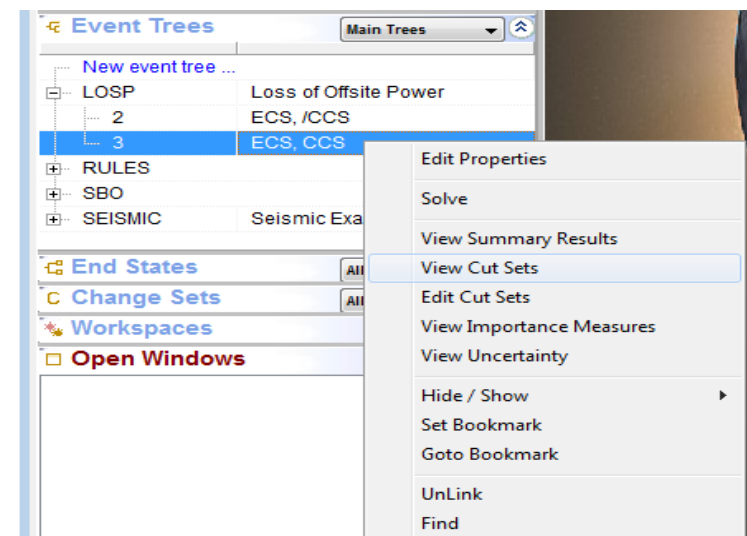 Event Trees Main Trees
New event tree ...
LOSP Loss of Offsite Power
2 ECS, /CCS
3 ECS, CCS
RULES
SBO
SEISMIC Seismic Exa
End States All
C Change Sets All
Workspaces
Open Windows
Edit Properties
Solve
View Summary Results
View Cut Sets
Edit Cut Sets
View Importance Measures
View Uncertainty
Hide / Show
Set Bookmark
Goto Bookmark
UnLink
Find